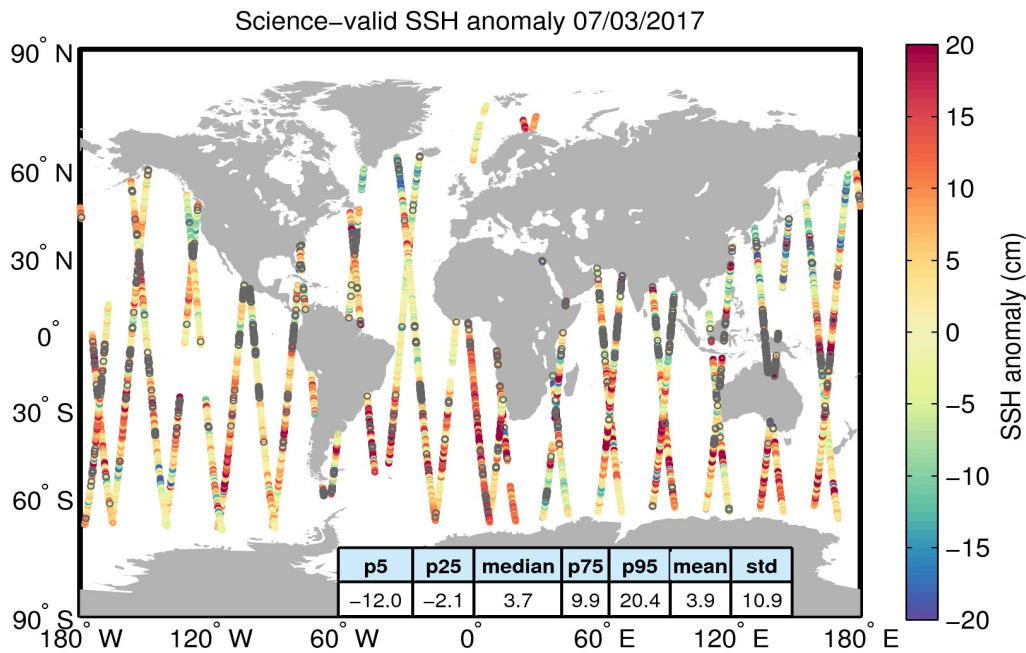 Science−valid SSH anomaly 07/03/2017
90° N
60° N
30° N
0°
30° S
60° S
90° S
180° W
120° W
60° W
0°
60° E
120° E
180° E
p5 p25 median p75 p95 mean std
−12.0 −2.1 3.7 9.9 20.4 3.9 10.9
20
15
10
5
0
−5
−10
−15
−20
SSH anomaly (cm)